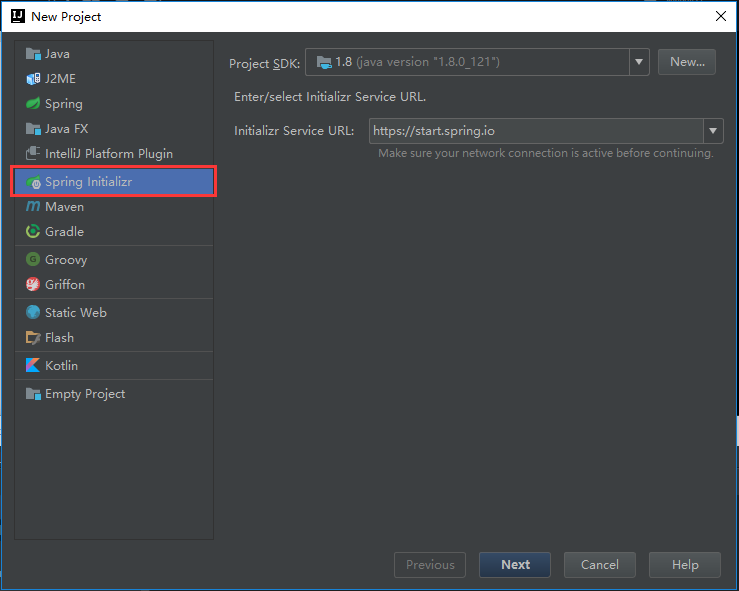 New Project
Java
J2ME
Spring
Java FX
IntelliJ Platform Plugin
Spring Initializr
Maven
Gradle
Groovy
Griffon
Static Web
Flash
Kotlin
Empty Project
Project SDK: 1.8 (java version "1.8.0_121") New...
Enter/select Initializr Service URL.
Initializr Service URL: https://start.spring.io
Make sure your network connection is active before continuing.
Previous Next Cancel Help